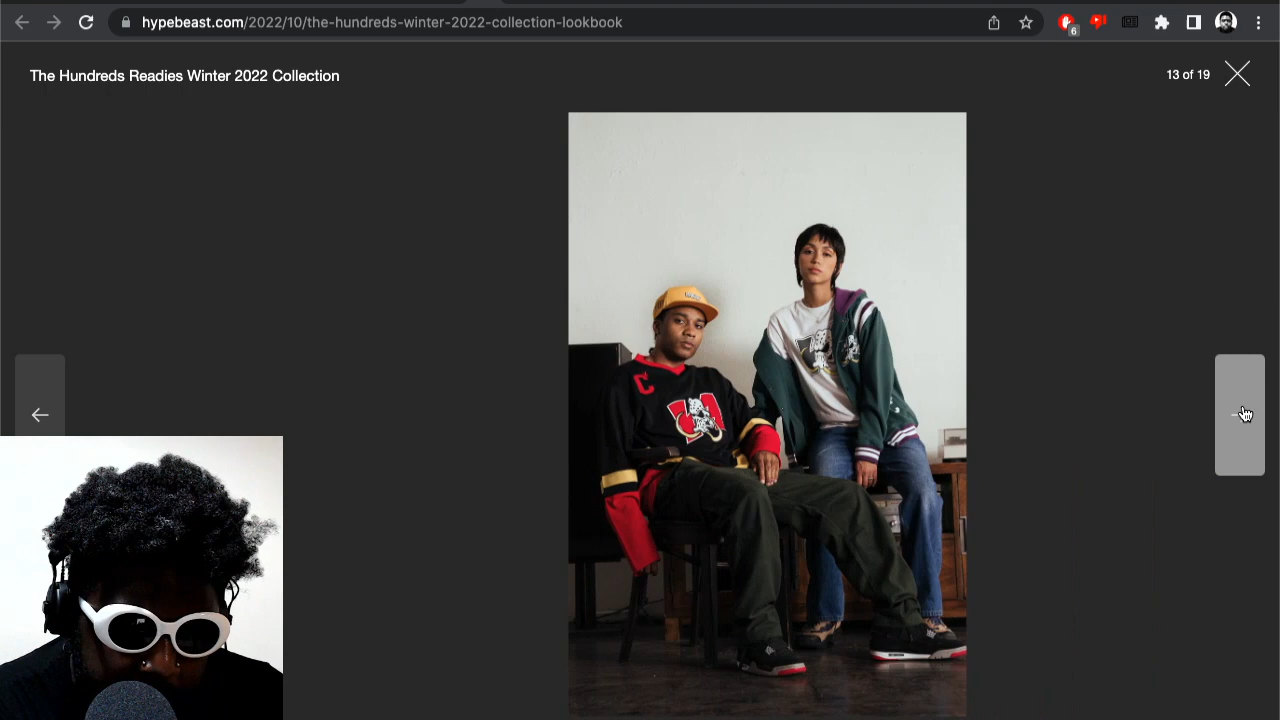 hypebeast.com/2022/10/the-hundreds-winter-2022-collection-lookbook
6
The Hundreds Readies Winter 2022 Collection
13 of 19
C